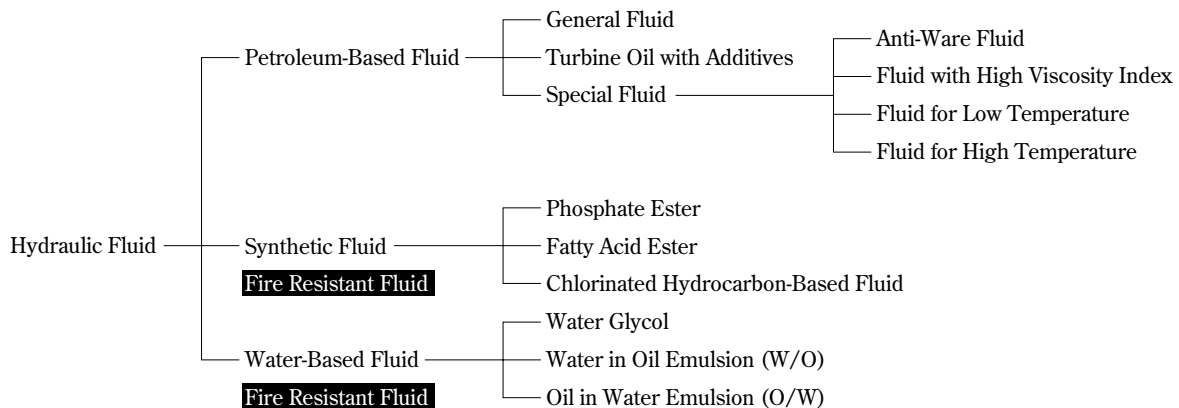 General Fluid
Anti-Ware Fluid
Petroleum-Based Fluid
Turbine Oil with Additives
Fluid with High Viscosity Index
Special Fluid
Fluid for Low Temperature
Fluid for High Temperature
Phosphate Ester
Hydraulic Fluid
Synthetic Fluid
Fatty Acid Ester
Fire Resistant Fluid
Chlorinated Hydrocarbon-Based Fluid
Water Glycol
Water-Based Fluid
Water in Oil Emulsion (W/O)
Fire Resistant Fluid
Oil in Water Emulsion (O/W)